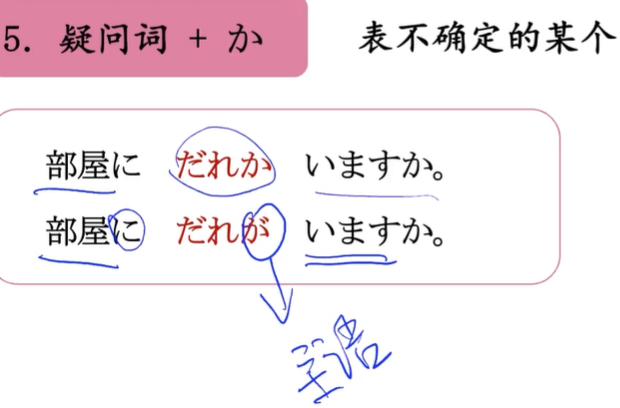 5. 疑问词 + か 表不确定的某个
部屋に だれか いますか。
部屋に だれが いますか。
主语